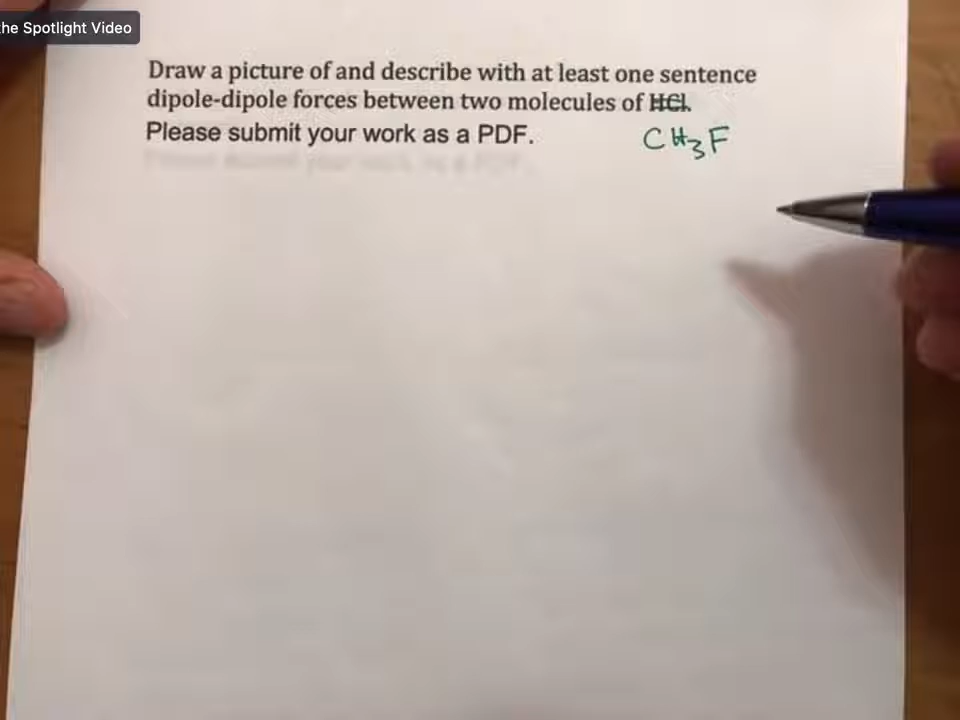 the Spotlight Video
Draw a picture of and describe with at least one sentence
dipole-dipole forces between two molecules of HCl.
Please submit your work as a PDF.
CH3F